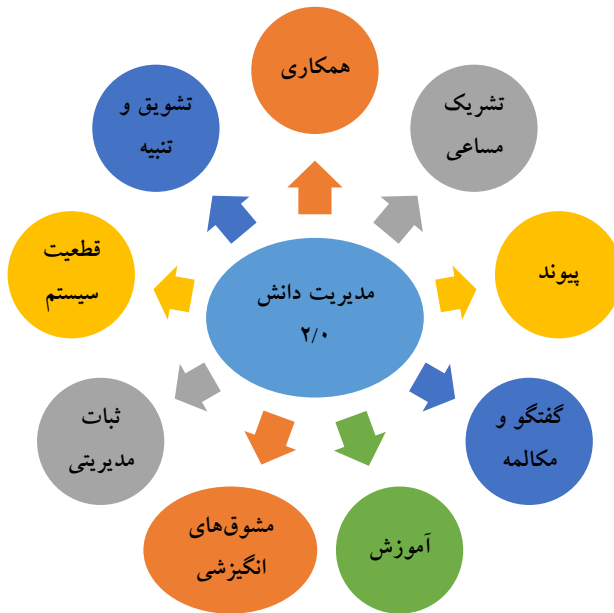 همکاری
تشریک
مساعی
پیوند
گفتگو و
مکالمه
آموزش
مشوق‌های
انگیزشی
ثبات
مدیریتی
قطعیت
سیستم
تشویق و
تنبیه
مدیریت دانش
۲/۰